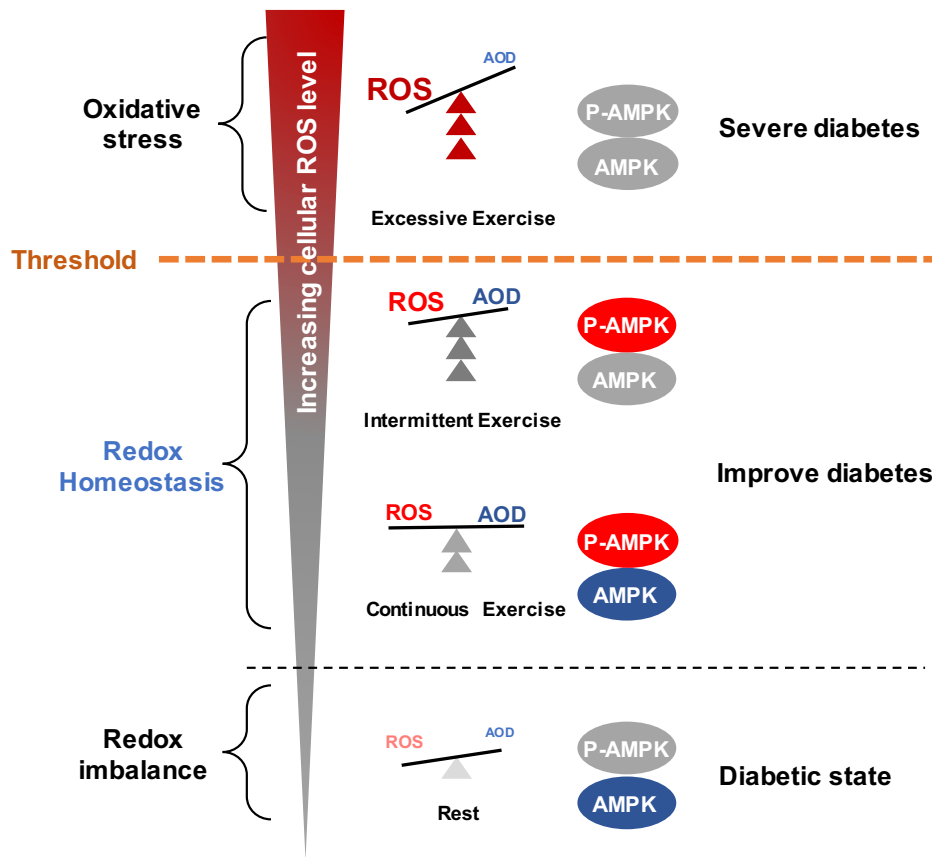 Increasing cellular ROS level
Oxidative
stress
ROS
AOD
Excessive Exercise
P-AMPK
AMPK
Severe diabetes
Threshold
Redox
Homeostasis
ROS
AOD
Intermittent Exercise
P-AMPK
AMPK
Improve diabetes
ROS
AOD
Continuous Exercise
P-AMPK
AMPK
Redox
imbalance
ROS
AOD
Rest
P-AMPK
AMPK
Diabetic state